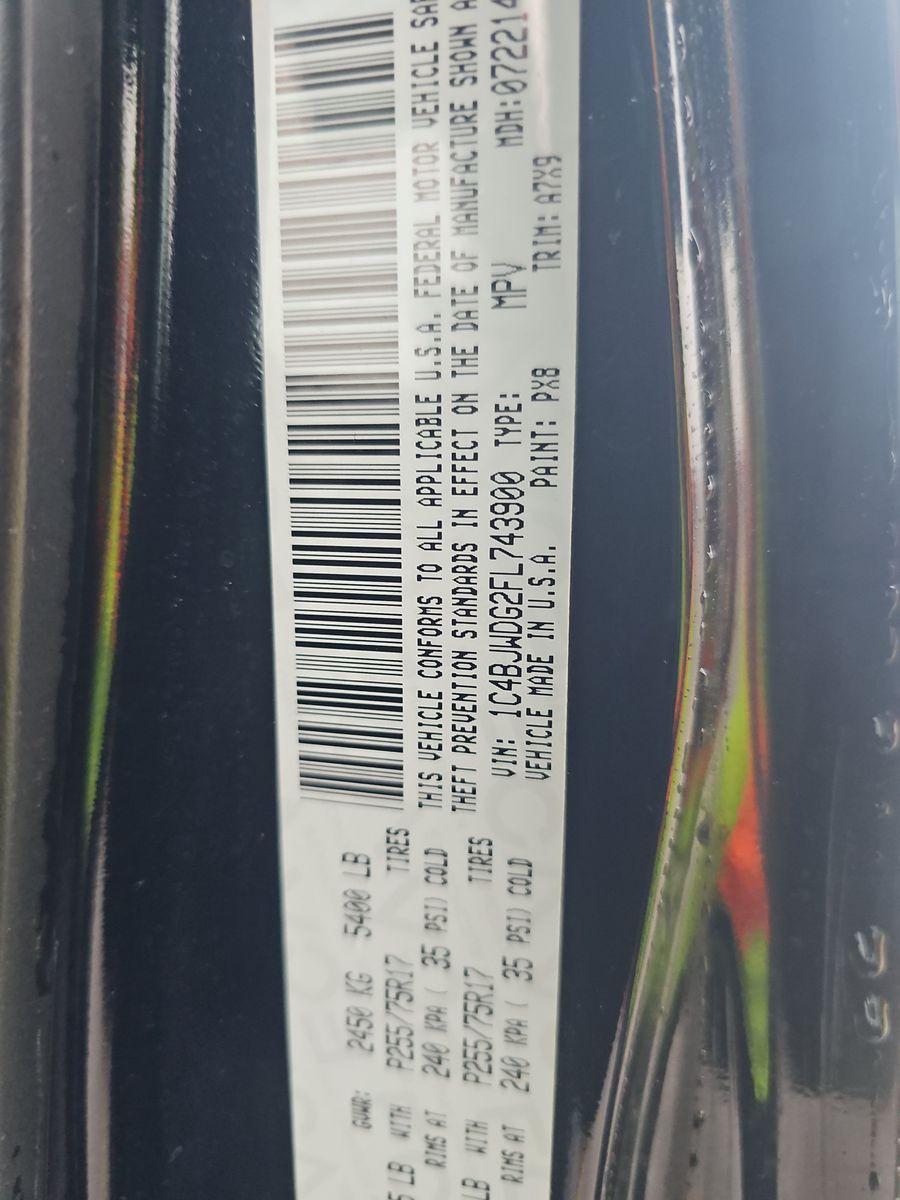 GVWR: 2450 KG 5400 LB
LB WITH P255/75R17 TIRES
RIMS AT 240 KPA ( 35 PSI) COLD
LB WITH P255/75R17 TIRES
RIMS AT 240 KPA ( 35 PSI) COLD
THIS VEHICLE CONFORMS TO ALL APPLICABLE U.S.A. FEDERAL MOTOR VEHICLE
THEFT PREVENTION STANDARDS IN EFFECT ON THE DATE OF MANUFACTURE SHOWN
VIN: 1C4BJWDG2FL743900 TYPE: MPV MDH:072214
VEHICLE MADE IN U.S.A. PAINT: PX8 TRIM: A7X9